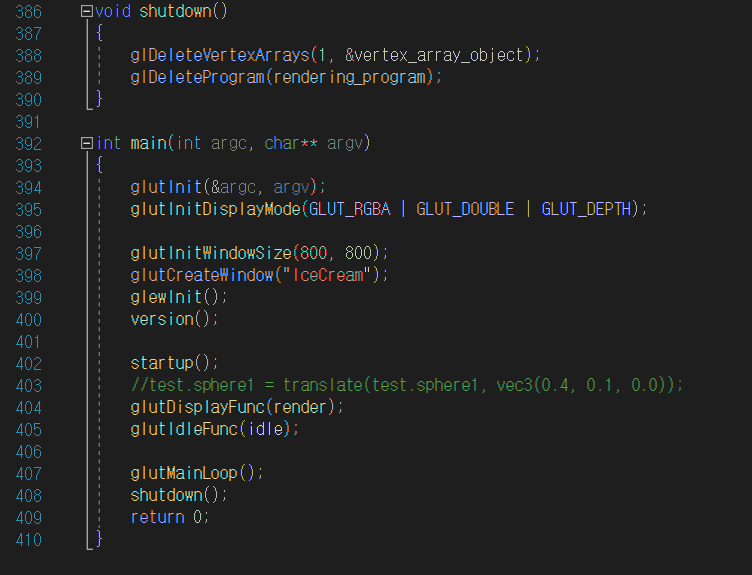 386 void shutdown()
387 {
388 glDeleteVertexArrays(1, &vertex_array_object);
389 glDeleteProgram(rendering_program);
390 }
391
392 int main(int argc, char** argv)
393 {
394 glutInit(&argc, argv);
395 glutInitDisplayMode(GLUT_RGBA | GLUT_DOUBLE | GLUT_DEPTH);
396
397 glutInitWindowSize(800, 800);
398 glutCreateWindow("IceCream");
399 glewInit();
400 version();
401
402 startup();
403 //test.sphere1 = translate(test.sphere1, vec3(0.4, 0.1, 0.0));
404 glutDisplayFunc(render);
405 glutIdleFunc(idle);
406
407 glutMainLoop();
408 shutdown();
409 return 0;
410 }